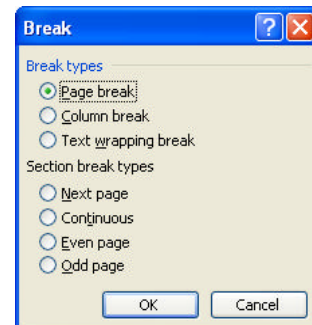 Break
Break types
Page break
Column break
Text wrapping break
Section break types
Next page
Continuous
Even page
Odd page
OK Cancel